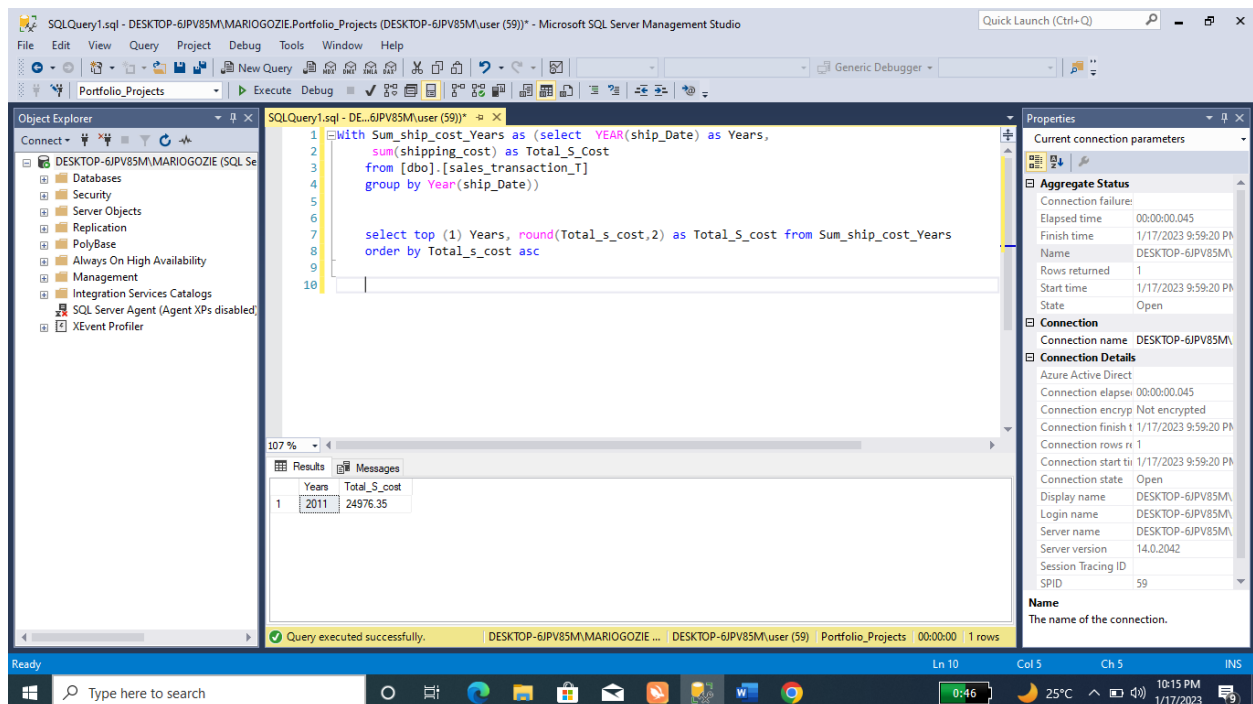 SQLQuery1.sql - DESKTOP-6JPV85M\MARIOGOZIE.Portfolio_Projects (DESKTOP-6JPV85M\user (59))* - Microsoft SQL Server Management Studio
Quick Launch (Ctrl+Q)
File Edit View Query Project Debug Tools Window Help
New Query MDX DMX XMLA DAX Generic Debugger
Portfolio_Projects Execute Debug
Object Explorer
Connect
DESKTOP-6JPV85M\MARIOGOZIE (SQL Se
Databases
Security
Server Objects
Replication
PolyBase
Always On High Availability
Management
Integration Services Catalogs
SQL Server Agent (Agent XPs disabled)
XEvent Profiler
SQLQuery1.sql - DE...6JPV85M\user (59))*
1 With Sum_ship_cost_Years as (select YEAR(ship_Date) as Years,
2 sum(shipping_cost) as Total_S_Cost
3 from [dbo].[sales_transaction_T]
4 group by Year(ship_Date))
5
6
7 select top (1) Years, round(Total_s_cost,2) as Total_S_cost from Sum_ship_cost_Years
8 order by Total_s_cost asc
9
10
107 %
Results Messages
Years Total_S_cost
1 2011 24976.35
Query executed successfully. DESKTOP-6JPV85M\MARIOGOZIE ... DESKTOP-6JPV85M\user (59) Portfolio_Projects 00:00:00 1 rows
Properties
Current connection parameters
Aggregate Status
Connection failure
Elapsed time 00:00:00.045
Finish time 1/17/2023 9:59:20 PM
Name DESKTOP-6JPV85M\
Rows returned 1
Start time 1/17/2023 9:59:20 PM
State Open
Connection
Connection name DESKTOP-6JPV85M\
Connection Details
Azure Active Direct
Connection elapse 00:00:00.045
Connection encryp Not encrypted
Connection finish t 1/17/2023 9:59:20 PM
Connection rows re 1
Connection start ti 1/17/2023 9:59:20 PM
Connection state Open
Display name DESKTOP-6JPV85M\
Login name DESKTOP-6JPV85M\
Server name DESKTOP-6JPV85M\
Server version 14.0.2042
Session Tracing ID
SPID 59
Name
The name of the connection.
Ready Ln 10 Col 5 Ch 5 INS
Type here to search
0:46 25°C 10:15 PM
1/17/2023